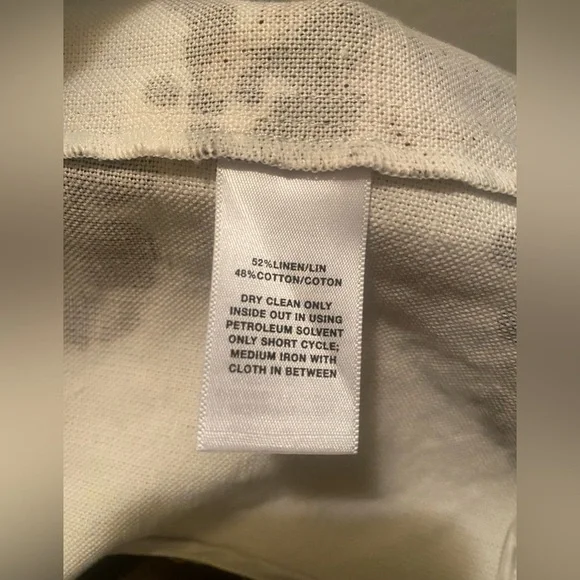 52%LINEN/LIN
48%COTTON/COTON
DRY CLEAN ONLY
INSIDE OUT IN USING
PETROLEUM SOLVENT
ONLY SHORT CYCLE;
MEDIUM IRON WITH
CLOTH IN BETWEEN